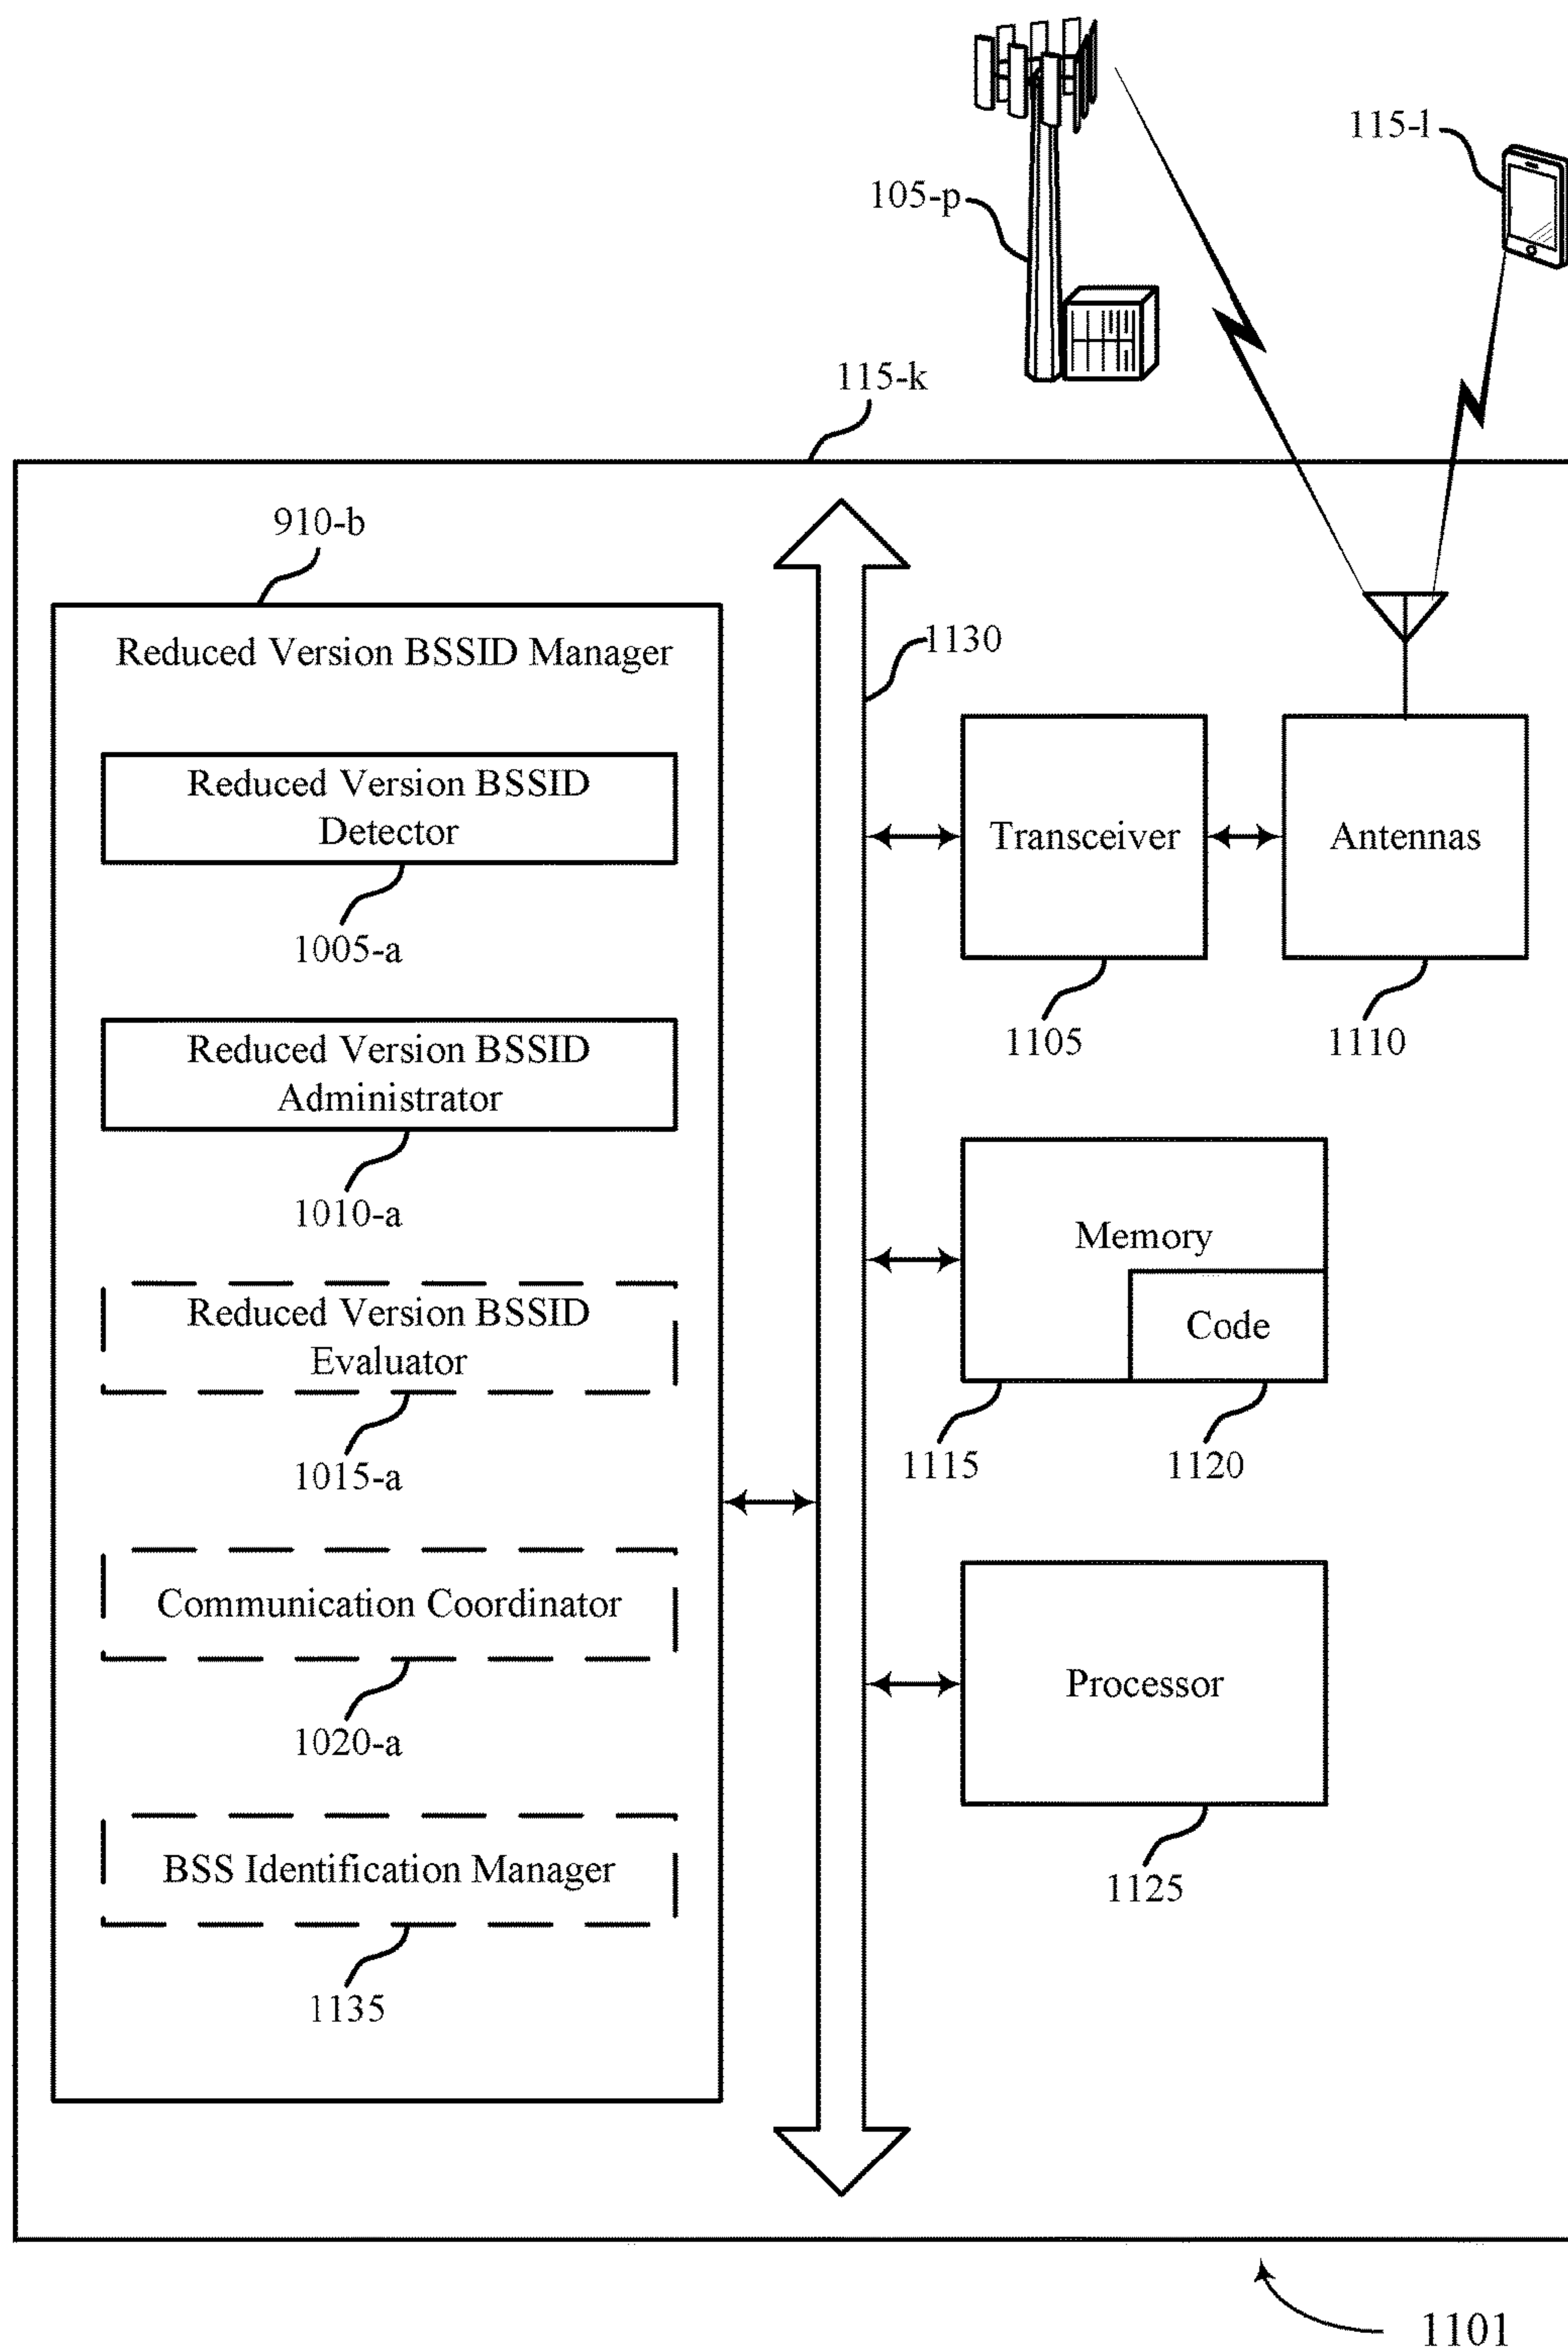 115-l
105-p
115-k
910-b
Reduced Version BSSID Manager
1130
Reduced Version BSSID
Detector
1005-a
Transceiver
Antennas
1105
1110
Reduced Version BSSID
Administrator
1010-a
Memory
Code
1115
1120
Reduced Version BSSID
Evaluator
1015-a
Communication Coordinator
1020-a
Processor
1125
BSS Identification Manager
1135
1101